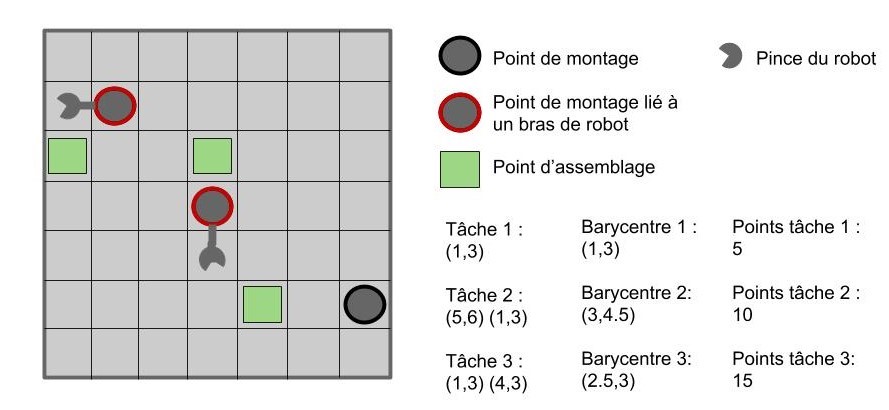 Point de montage
Pince du robot
Point de montage lié à
un bras de robot
Point d'assemblage
Tâche 1 :
(1,3)
Barycentre 1 :
(1,3)
Points tâche 1 :
5
Tâche 2 :
(5,6) (1,3)
Barycentre 2:
(3,4.5)
Points tâche 2 :
10
Tâche 3 :
(1,3) (4,3)
Barycentre 3:
(2.5,3)
Points tâche 3:
15